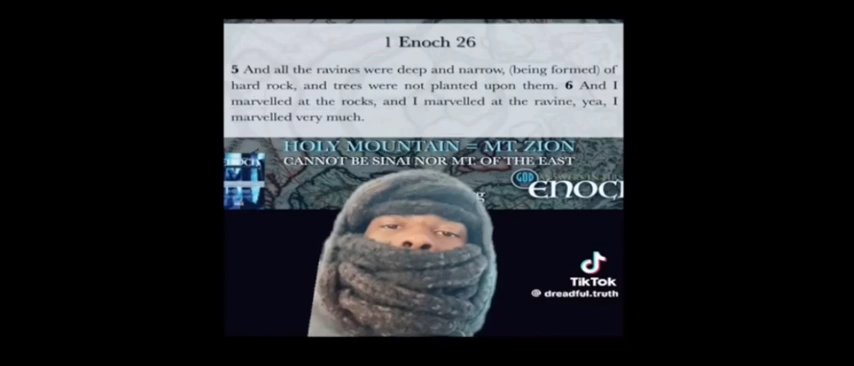 1 Enoch 26
5 And all the ravines were deep and narrow, (being formed) of
hard rock, and trees were not planted upon them. 6 And I
marvelled at the rocks, and I marvelled at the ravine, yea, I
marvelled very much.
HOLY MOUNTAIN = MT. ZION
CANNOT BE SINAI NOR MT. OF THE EAST
GOD
ENOCH
TikTok
@ dreadful.truth